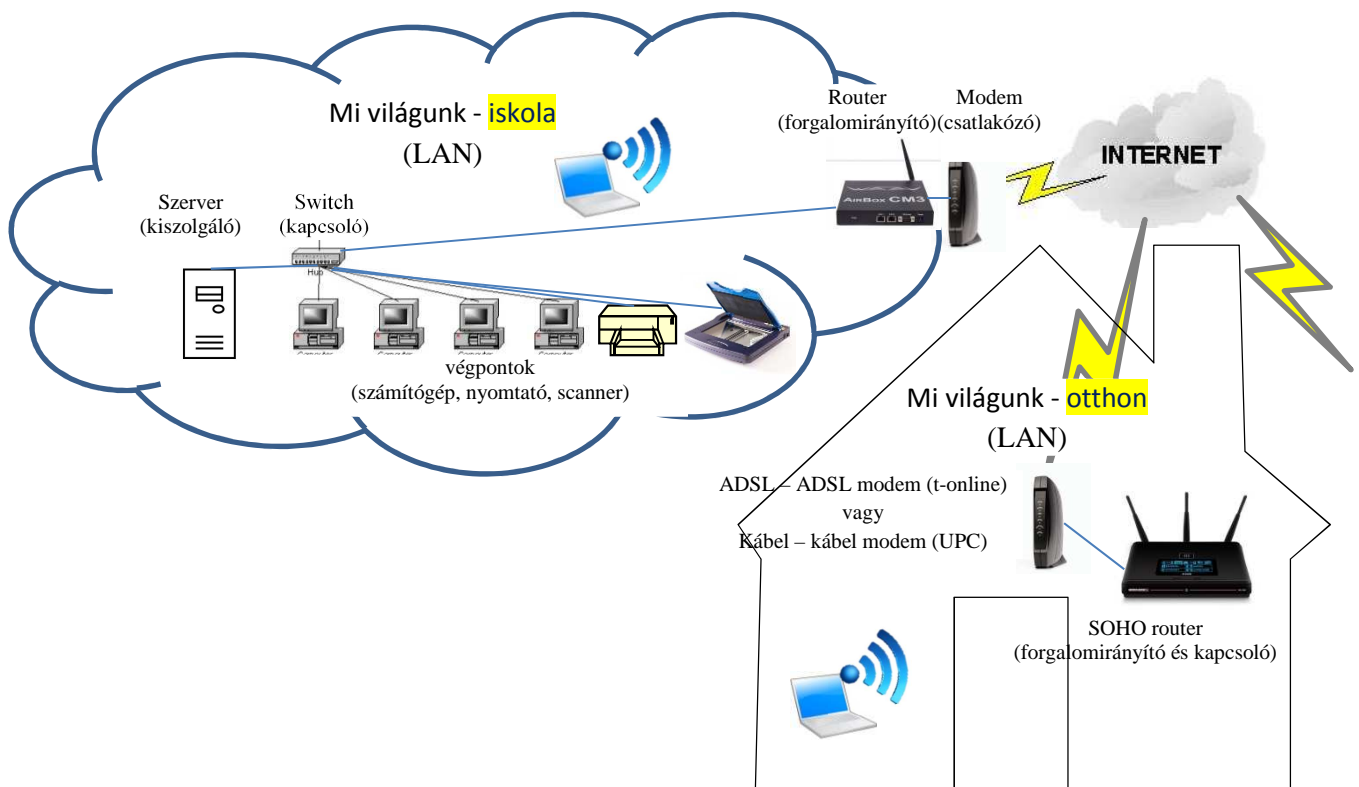 Mi világunk - iskola
(LAN)
Router
(forgalomirányító)
Modem
(csatlakózó)
INTERNET
AIRBOX CM3
Szerver
(kiszolgáló)
Switch
(kapcsoló)
Hub
végpontok
(számítógép, nyomtató, scanner)
Mi világunk - otthon
(LAN)
ADSL – ADSL modem (t-online)
vagy
Kábel – kábel modem (UPC)
SOHO router
(forgalomirányító és kapcsoló)